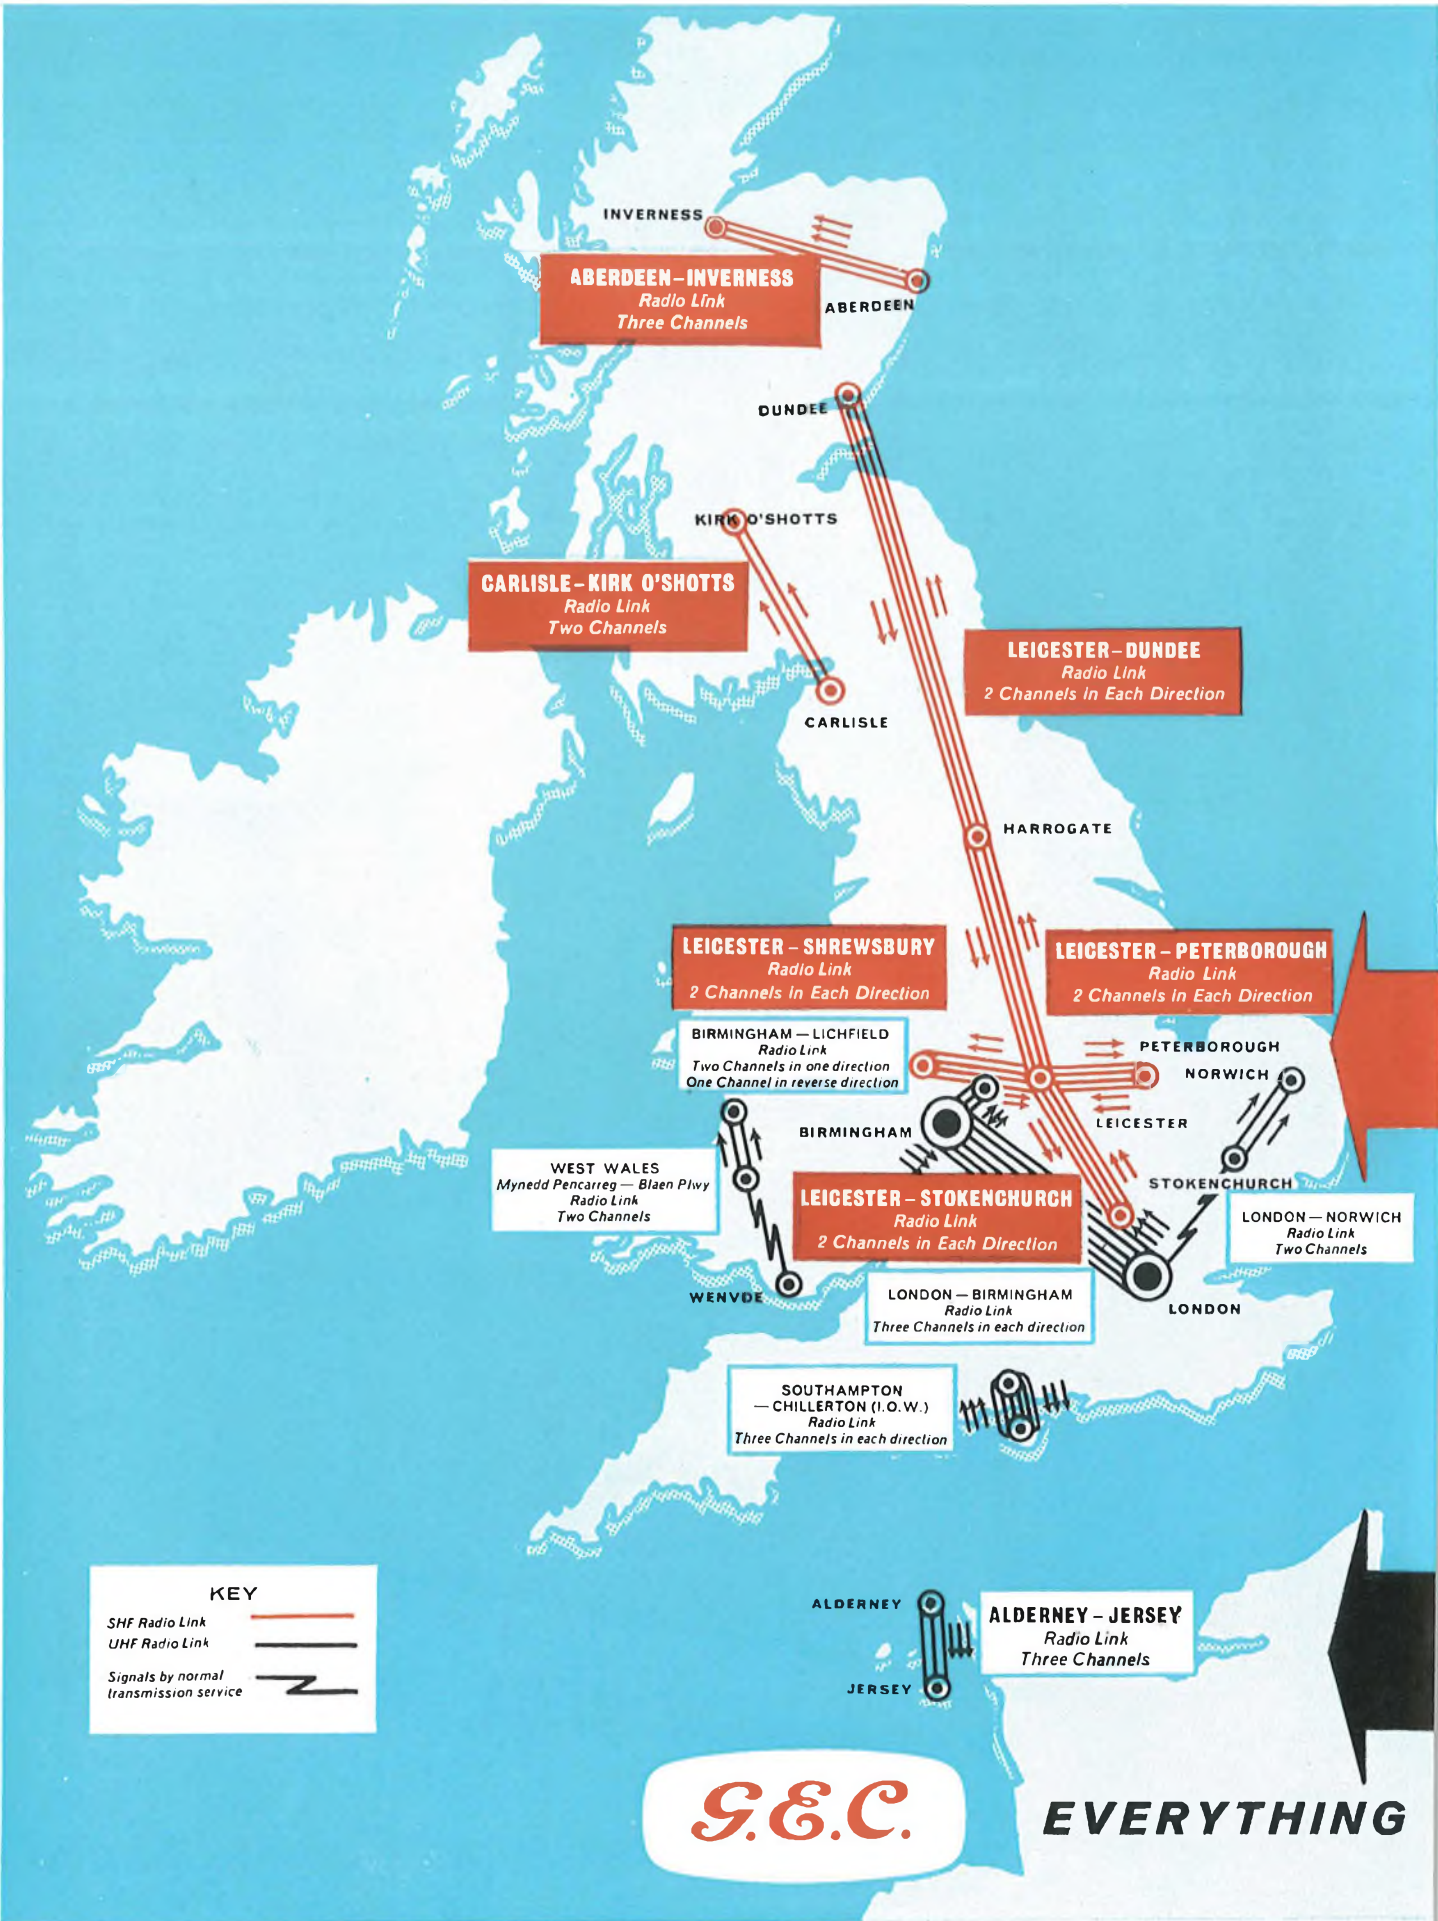 INVERNESS
ABERDEEN–INVERNESS
Radio Link
Three Channels
ABERDEEN
DUNDEE
KIRK O'SHOTTS
CARLISLE–KIRK O'SHOTTS
Radio Link
Two Channels
LEICESTER–DUNDEE
Radio Link
2 Channels in Each Direction
CARLISLE
HARROGATE
LEICESTER – SHREWSBURY
Radio Link
2 Channels in Each Direction
LEICESTER – PETERBOROUGH
Radio Link
2 Channels in Each Direction
BIRMINGHAM — LICHFIELD
Radio Link
Two Channels in one direction
One Channel in reverse direction
PETERBOROUGH
NORWICH
LEICESTER
BIRMINGHAM
WEST WALES
Mynedd Pencarreg — Blaen Plwy
Radio Link
Two Channels
STOKENCHURCH
LEICESTER – STOKENCHURCH
Radio Link
2 Channels in Each Direction
LONDON — NORWICH
Radio Link
Two Channels
WENVOE
LONDON — BIRMINGHAM
Radio Link
Three Channels in each direction
LONDON
SOUTHAMPTON
— CHILLERTON (I.O.W.)
Radio Link
Three Channels in each direction
KEY
SHF Radio Link
UHF Radio Link
Signals by normal
transmission service
ALDERNEY
ALDERNEY – JERSEY
Radio Link
Three Channels
JERSEY
G.E.C.
EVERYTHING